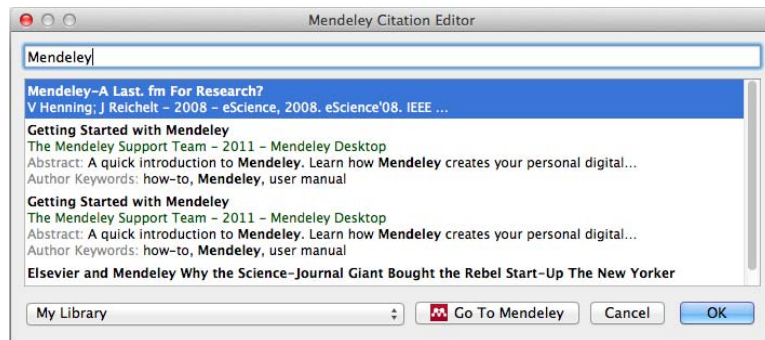 Mendeley Citation Editor
Mendeley
Mendeley-A Last. fm For Research?
V Henning; J Reichelt - 2008 - eScience, 2008. eScience'08. IEEE ...
Getting Started with Mendeley
The Mendeley Support Team - 2011 - Mendeley Desktop
Abstract: A quick introduction to Mendeley. Learn how Mendeley creates your personal digital...
Author Keywords: how-to, Mendeley, user manual
Getting Started with Mendeley
The Mendeley Support Team - 2011 - Mendeley Desktop
Abstract: A quick introduction to Mendeley. Learn how Mendeley creates your personal digital...
Author Keywords: how-to, Mendeley, user manual
Elsevier and Mendeley Why the Science-Journal Giant Bought the Rebel Start-Up The New Yorker
My Library
Go To Mendeley
Cancel
OK